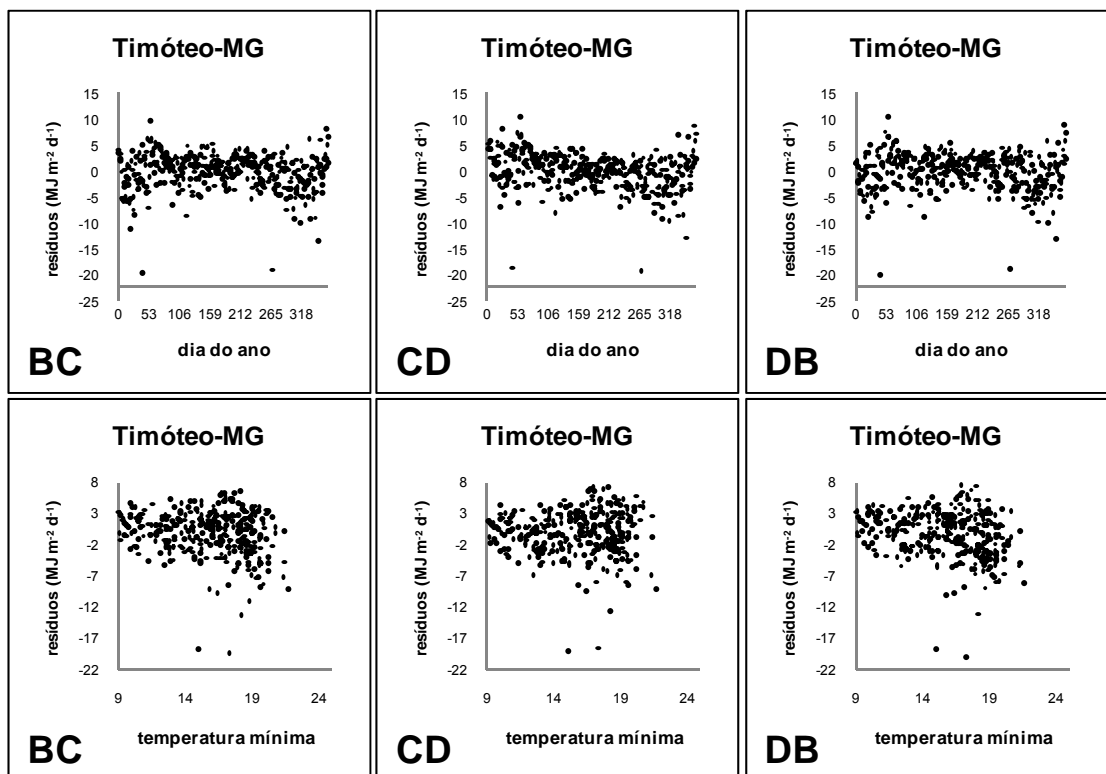 Timóteo-MG
resíduos (MJ m⁻² d⁻¹)
15
10
5
0
-5
-10
-15
-20
-25
0 53 106 159 212 265 318
dia do ano
BC
Timóteo-MG
resíduos (MJ m⁻² d⁻¹)
15
10
5
0
-5
-10
-15
-20
-25
0 53 106 159 212 265 318
dia do ano
CD
Timóteo-MG
resíduos (MJ m⁻² d⁻¹)
15
10
5
0
-5
-10
-15
-20
-25
0 53 106 159 212 265 318
dia do ano
DB
Timóteo-MG
resíduos (MJ m⁻² d⁻¹)
8
3
-2
-7
-12
-17
-22
9 14 19 24
temperatura mínima
BC
Timóteo-MG
resíduos (MJ m⁻² d⁻¹)
8
3
-2
-7
-12
-17
-22
9 14 19 24
temperatura mínima
CD
Timóteo-MG
resíduos (MJ m⁻² d⁻¹)
8
3
-2
-7
-12
-17
-22
9 14 19 24
temperatura mínima
DB